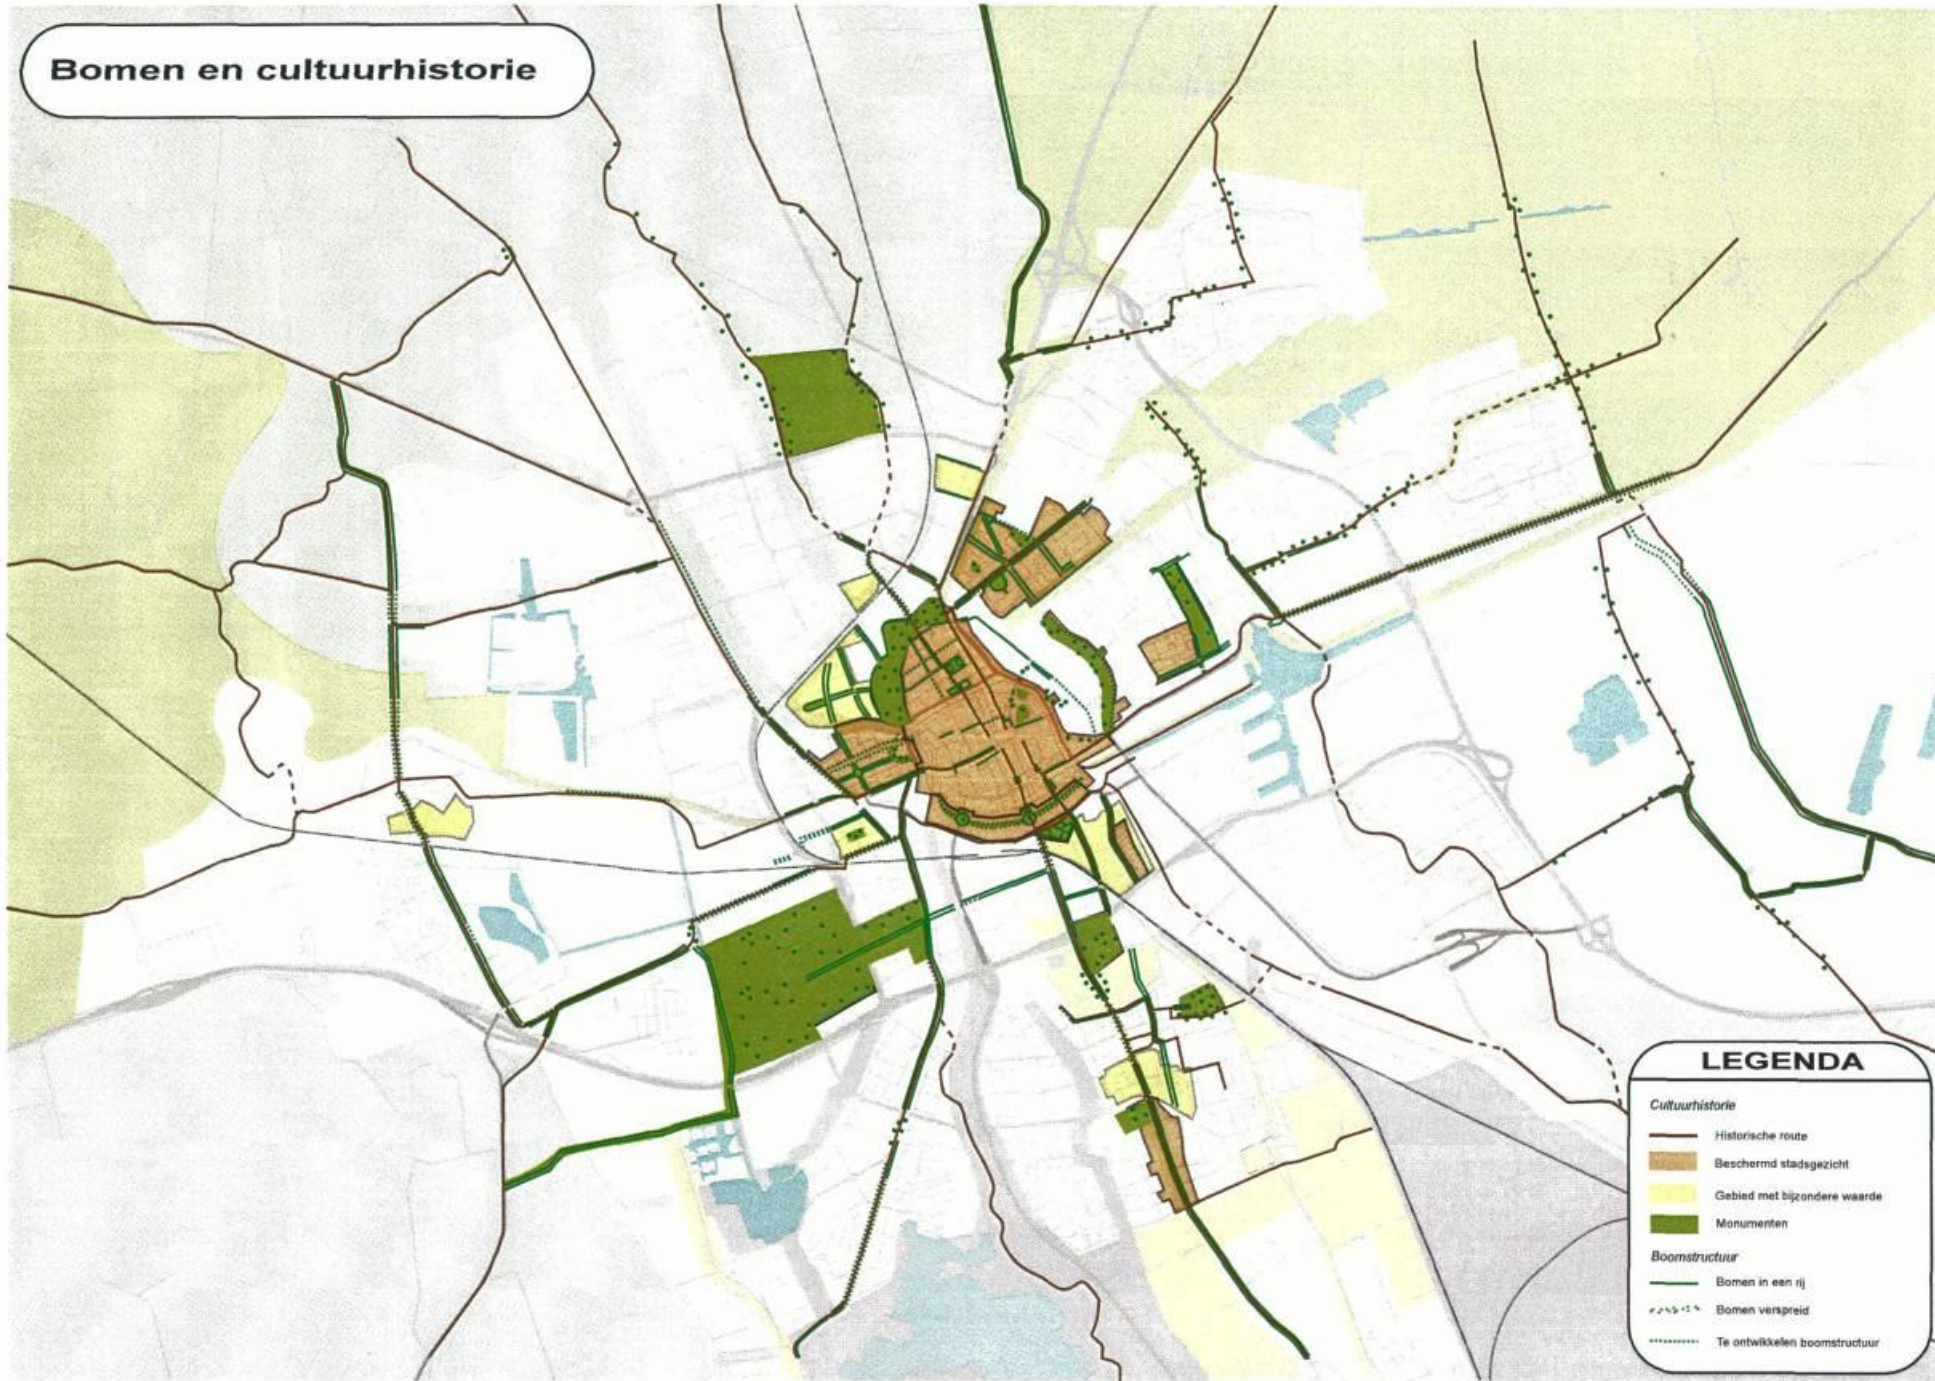 Bomen en cultuurhistorie
LEGENDA
Cultuurhistorie
Historische route
Beschermd stadsgezicht
Gebied met bijzondere waarde
Monumenten
Boomstructuur
Bomen in een rij
Bomen verspreid
Te ontwikkelen boomstructuur